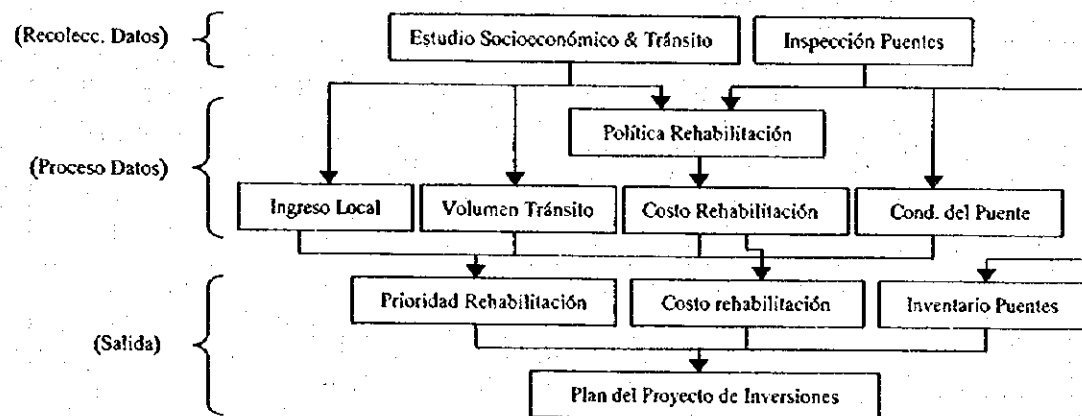 (Recolecc. Datos)
Estudio Socioeconómico & Tránsito
Inspección Puentes
Política Rehabilitación
(Proceso Datos)
Ingreso Local
Volumen Tránsito
Costo Rehabilitación
Cond. del Puente
Prioridad Rehabilitación
Costo rehabilitación
Inventario Puentes
(Salida)
Plan del Proyecto de Inversiones